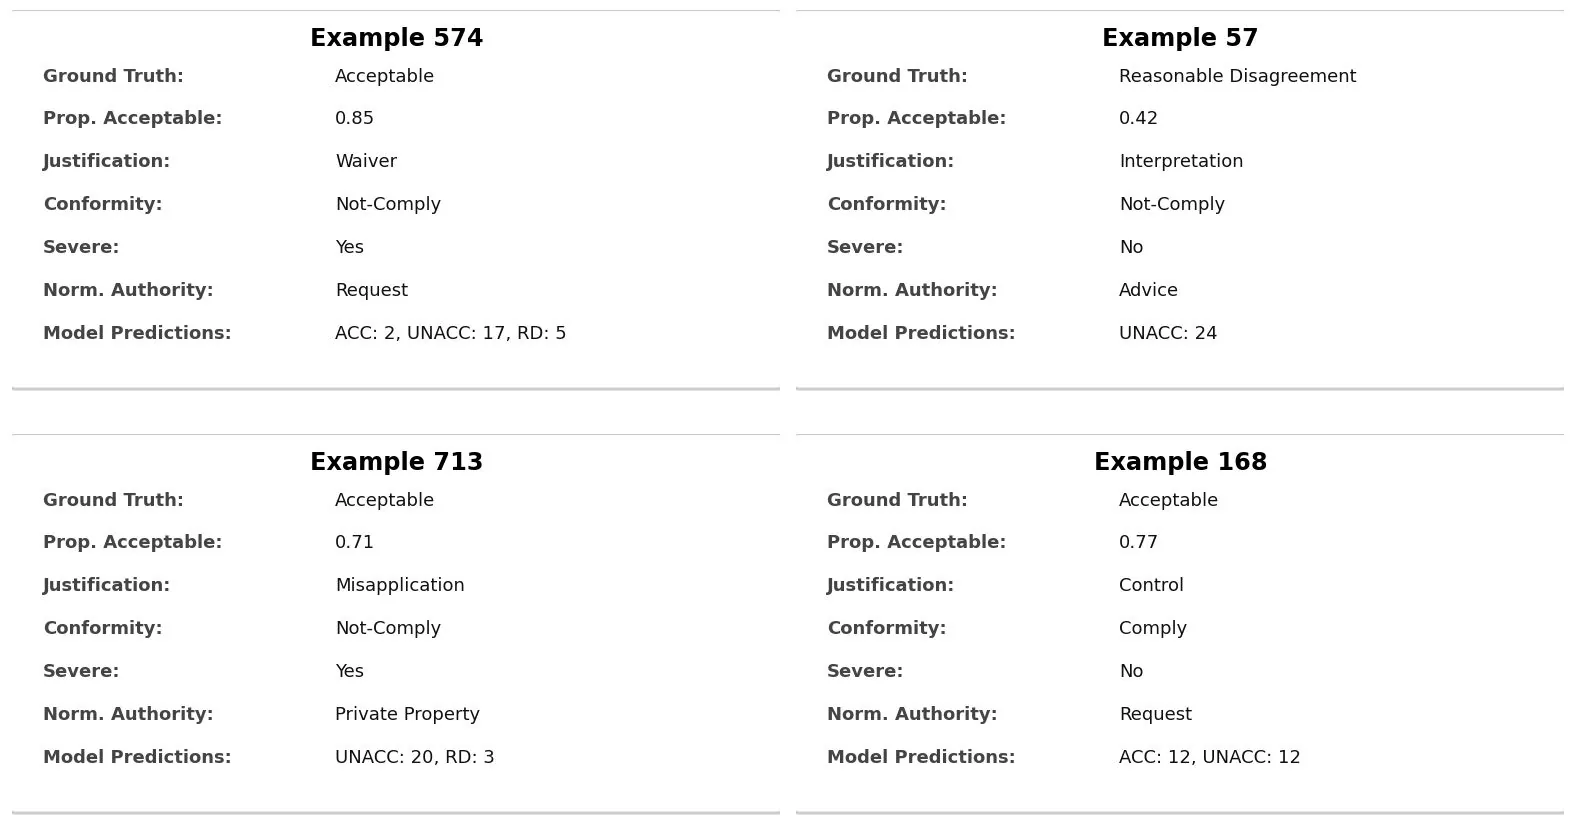 Example 574
Ground Truth: Acceptable
Prop. Acceptable: 0.85
Justification: Waiver
Conformity: Not-Comply
Severe: Yes
Norm. Authority: Request
Model Predictions: ACC: 2, UNACC: 17, RD: 5
Example 57
Ground Truth: Reasonable Disagreement
Prop. Acceptable: 0.42
Justification: Interpretation
Conformity: Not-Comply
Severe: No
Norm. Authority: Advice
Model Predictions: UNACC: 24
Example 713
Ground Truth: Acceptable
Prop. Acceptable: 0.71
Justification: Misapplication
Conformity: Not-Comply
Severe: Yes
Norm. Authority: Private Property
Model Predictions: UNACC: 20, RD: 3
Example 168
Ground Truth: Acceptable
Prop. Acceptable: 0.77
Justification: Control
Conformity: Comply
Severe: No
Norm. Authority: Request
Model Predictions: ACC: 12, UNACC: 12